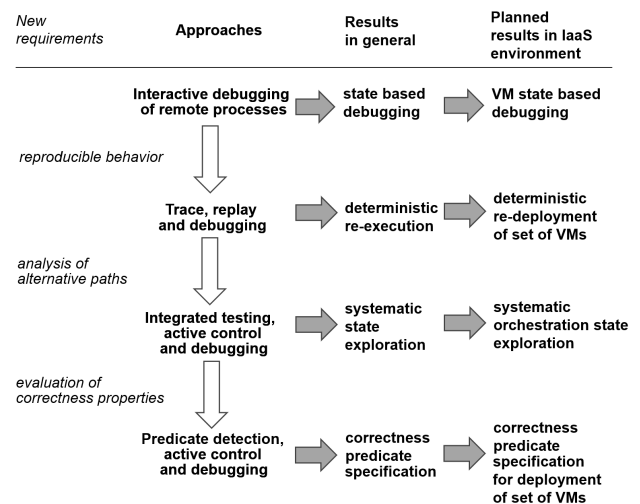 New
requirements
Approaches
Results
in general
Planned
results in IaaS
environment
Interactive debugging
of remote processes
state based
debugging
VM state based
debugging
reproducible behavior
Trace, replay
and debugging
deterministic
re-execution
deterministic
re-deployment
of set of VMs
analysis of
alternative paths
Integrated testing,
active control
and debugging
systematic
state
exploration
systematic
orchestration state
exploration
evaluation of
correctness properties
Predicate detection,
active control
and debugging
correctness
predicate
specification
correctness
predicate
specification
for deployment
of set of VMs